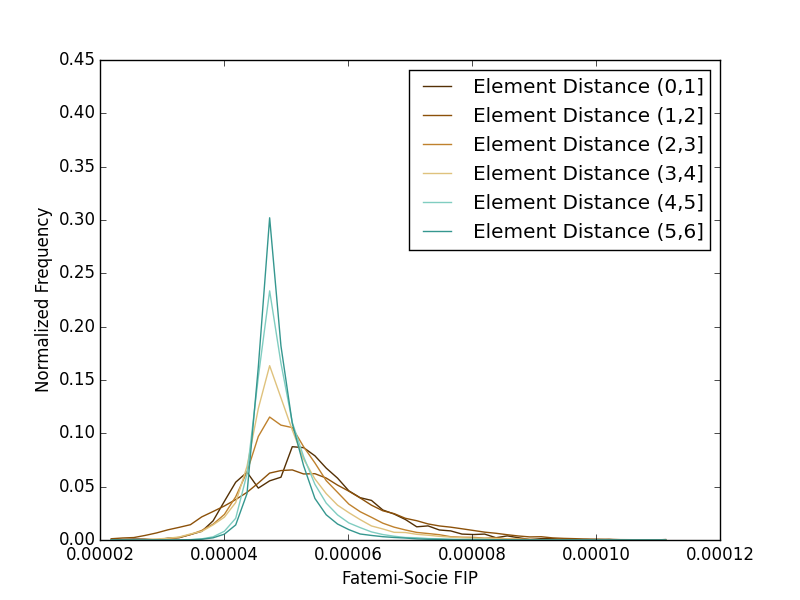 0.45
0.40
0.35
0.30
0.25
0.20
0.15
0.10
0.05
0.00
Normalized Frequency
Element Distance (0,1]
Element Distance (1,2]
Element Distance (2,3]
Element Distance (3,4]
Element Distance (4,5]
Element Distance (5,6]
0.00002 0.00004 0.00006 0.00008 0.00010 0.00012
Fatemi-Socie FIP